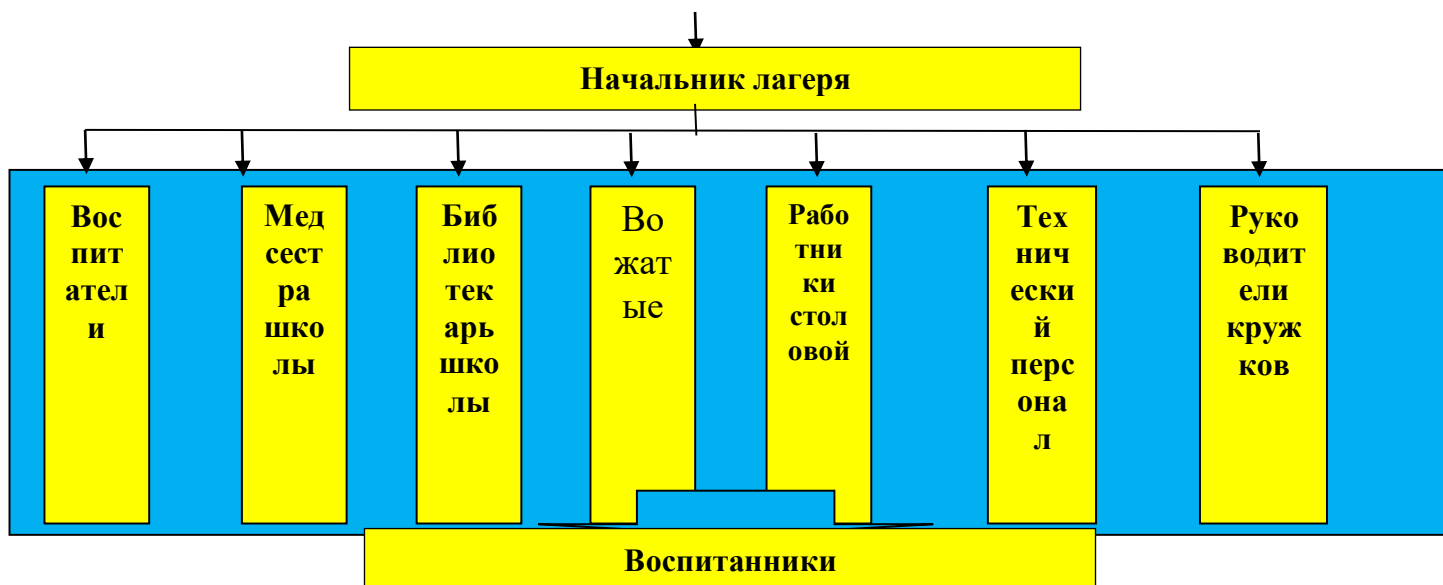 Начальник лагеря
Вос
пит
ател
и
Мед
сест
ра
шко
лы
Биб
лио
тек
арь
шко
лы
Во
жат
ые
Рабо
тни
ки
стол
овой
Тех
нич
ески
й
перс
она
л
Руко
водит
ели
круж
ков
Воспитанники